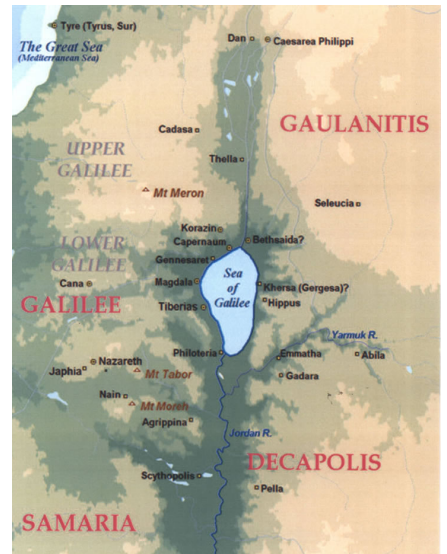 Tyre (Tyrus, Sur)
The Great Sea
(Mediterranean Sea)
Dan
Caesarea Philippi
GAULANITIS
Cadasa
UPPER
GALILEE
Thella
Mt Meron
Seleucia
Korazin
Capernaum
Bethsaida?
LOWER
GALILEE
Gennesaret
Cana
Magdala
Sea
of
Galilee
Khersa (Gergesa)?
Hippus
GALILEE
Tiberias
Yarmuk R.
Philoteria
Emmatha
Abila
Nazareth
Japhia
Mt Tabor
Gadara
Nain
Mt Moreh
Agrippina
Jordan R.
DECAPOLIS
Scythopolis
Pella
SAMARIA